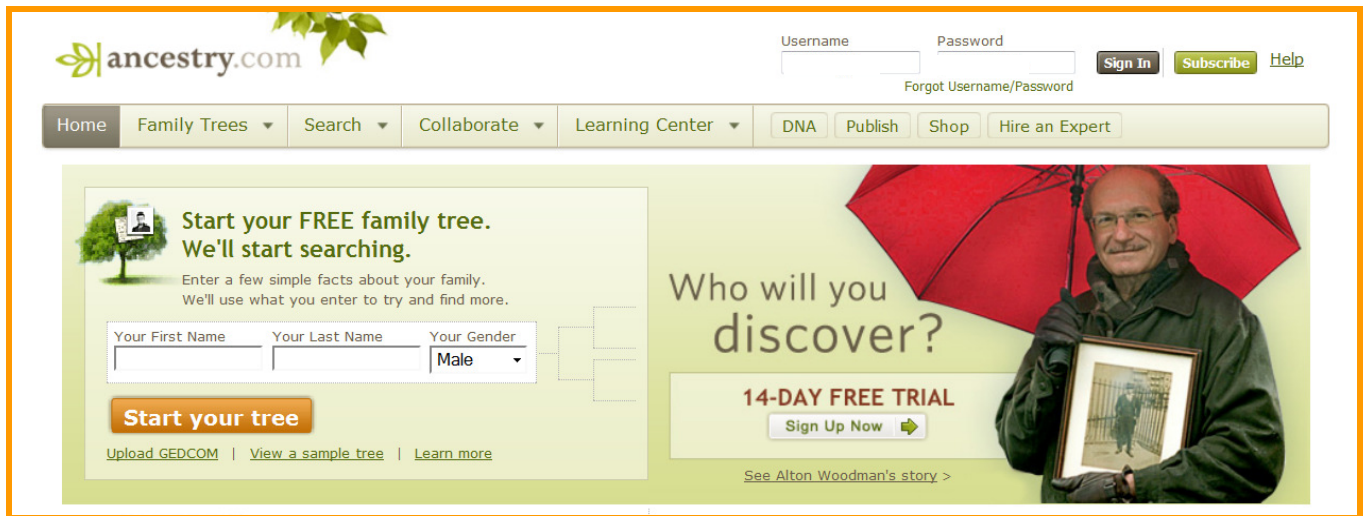 ancestry.com
Username Password
Sign In Subscribe Help
Forgot Username/Password
Home Family Trees Search Collaborate Learning Center DNA Publish Shop Hire an Expert
Start your FREE family tree.
We'll start searching.
Enter a few simple facts about your family.
We'll use what you enter to try and find more.
Your First Name Your Last Name Your Gender
Male
Start your tree
Upload GEDCOM | View a sample tree | Learn more
Who will you
discover?
14-DAY FREE TRIAL
Sign Up Now
See Alton Woodman's story >